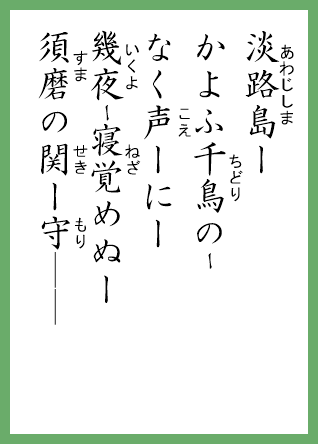 淡路島ー
かよふ千鳥のー
なく声ーにー
幾夜ー寝覚めぬー
須磨の関ー守——
あわじしま
ちどり
こえ
いくよ
ねざ
すま
せき
もり